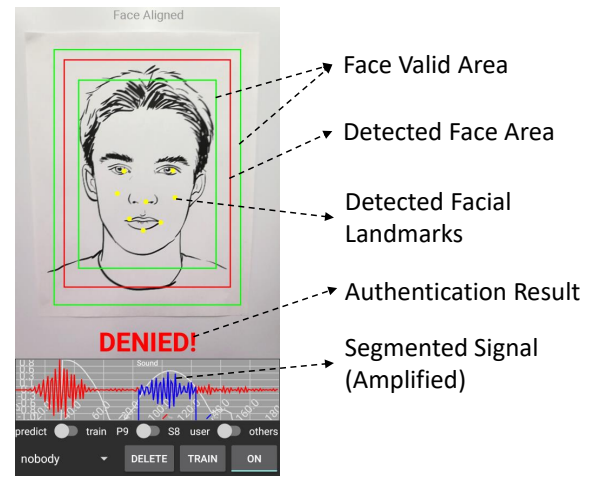 Face Aligned
Face Valid Area
Detected Face Area
Detected Facial
Landmarks
Authentication Result
DENIED!
Segmented Signal
(Amplified)
Sound
predict train P9 S8 user others
nobody DELETE TRAIN ON